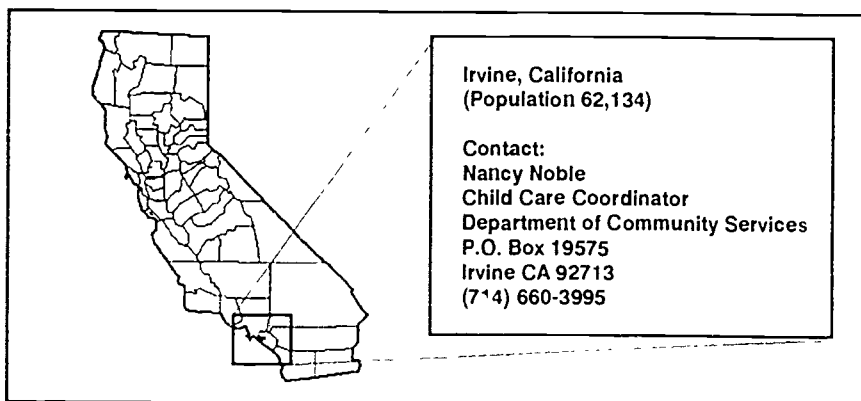 Irvine, California
(Population 62,134)
Contact:
Nancy Noble
Child Care Coordinator
Department of Community Services
P.O. Box 19575
Irvine CA 92713
(714) 660-3995